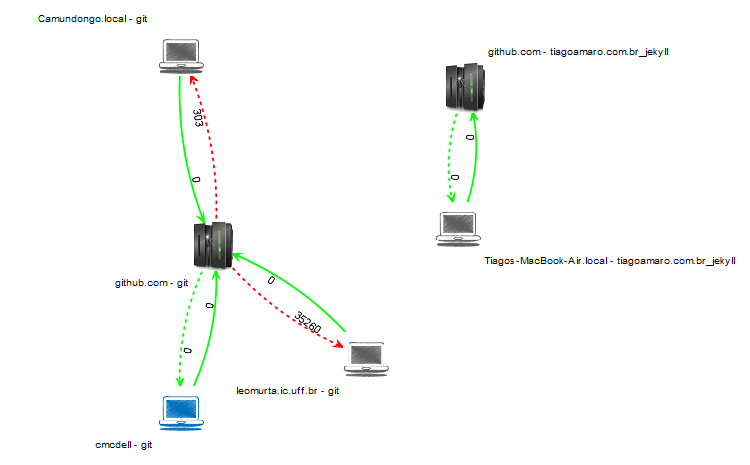 Camundongo.local - git
github.com - tiagoamaro.com.br_jekyll
303
0
0
0
Tiagos-MacBook-Air.local - tiagoamaro.com.br_jekyll
github.com - git
0
0
35260
0
leomurta.ic.uff.br - git
cmcdell - git